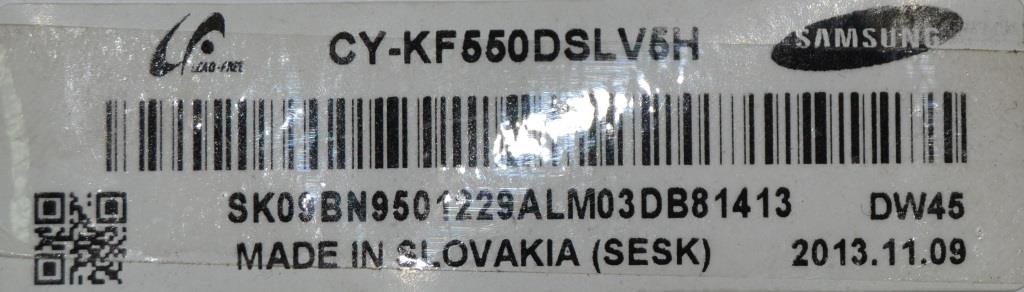 LEAD-FREE
CY-KF550DSLV5H
SAMSUNG
SK09BN9501229ALM03DB81413 DW45
MADE IN SLOVAKIA (SESK) 2013.11.09